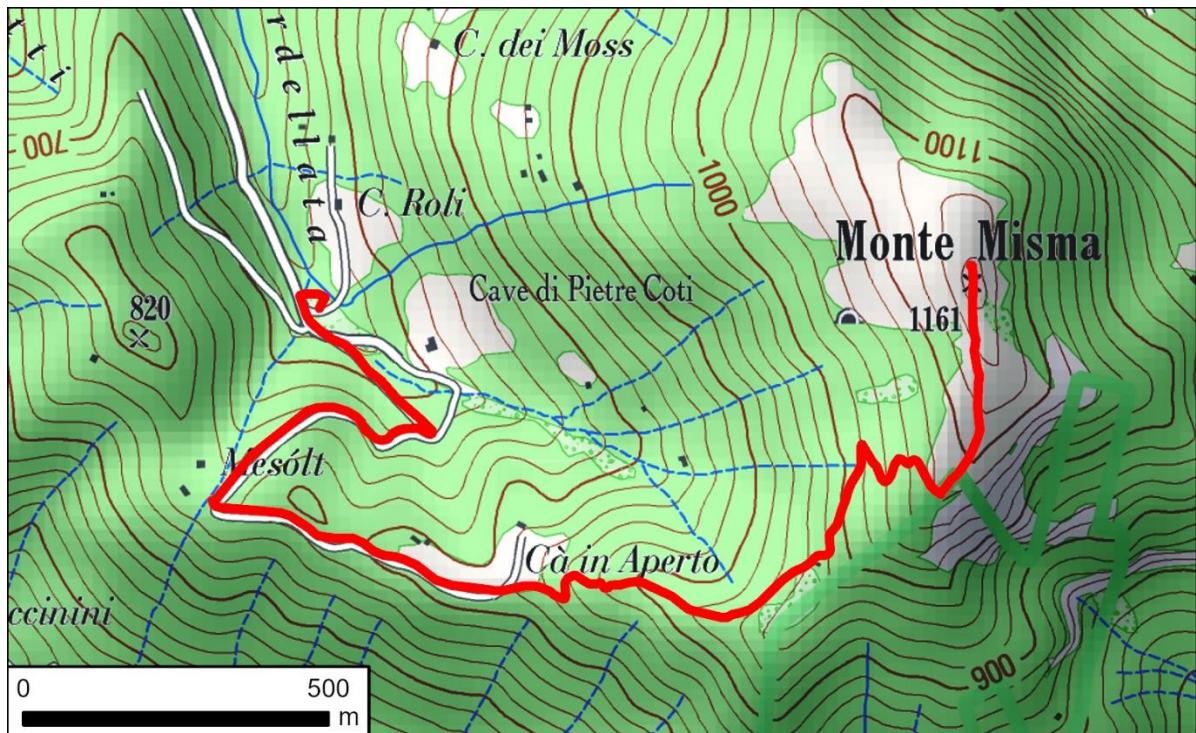 tti
rdellata
C. dei Moss
700
1000
1100
C. Roli
Monte Misma
Cave di Pietre Coti
820
1161
Mesólt
Cà in Aperto
ccinini
900
0 500
m